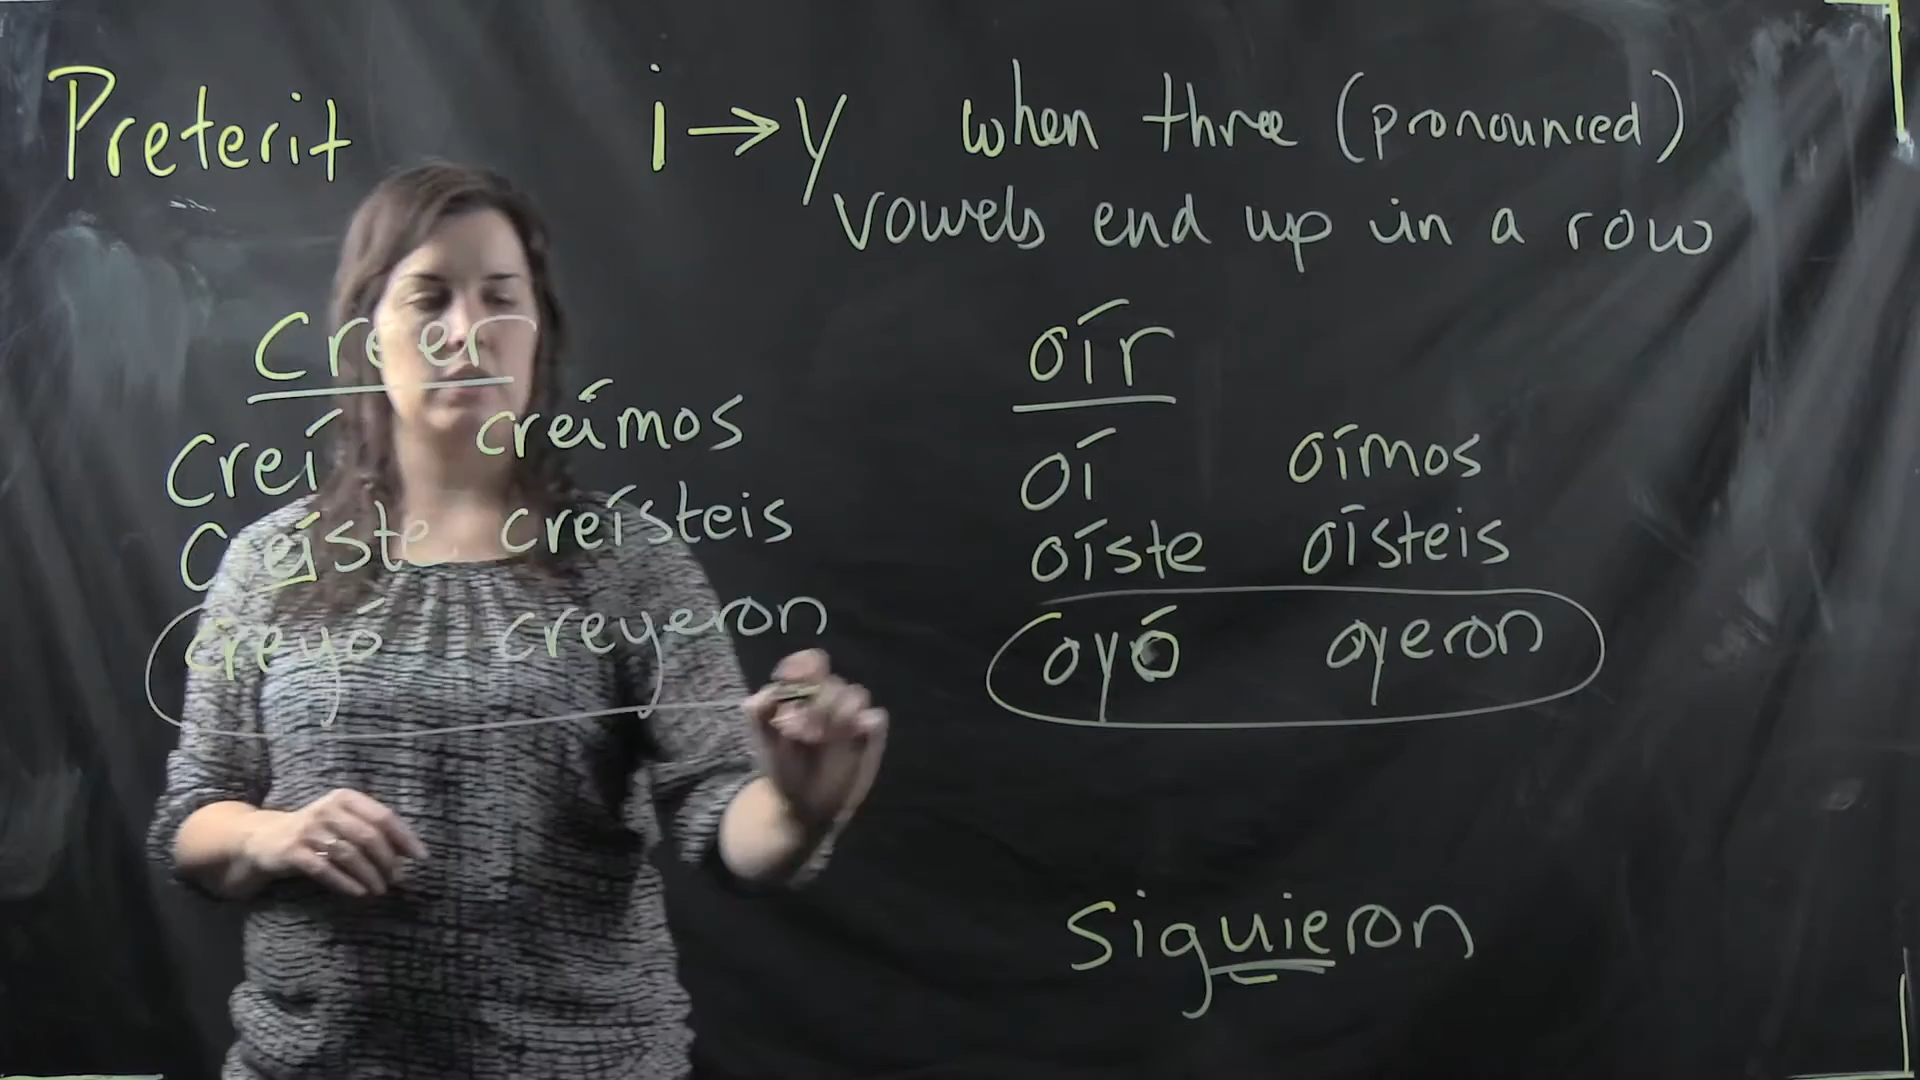 Preterit i → y when three (pronounced)
vowels end up in a row
creer
creí creímos
creíste creísteis
creyó creyeron
oír
oí oímos
oíste oísteis
oyó oyeron
siguieron